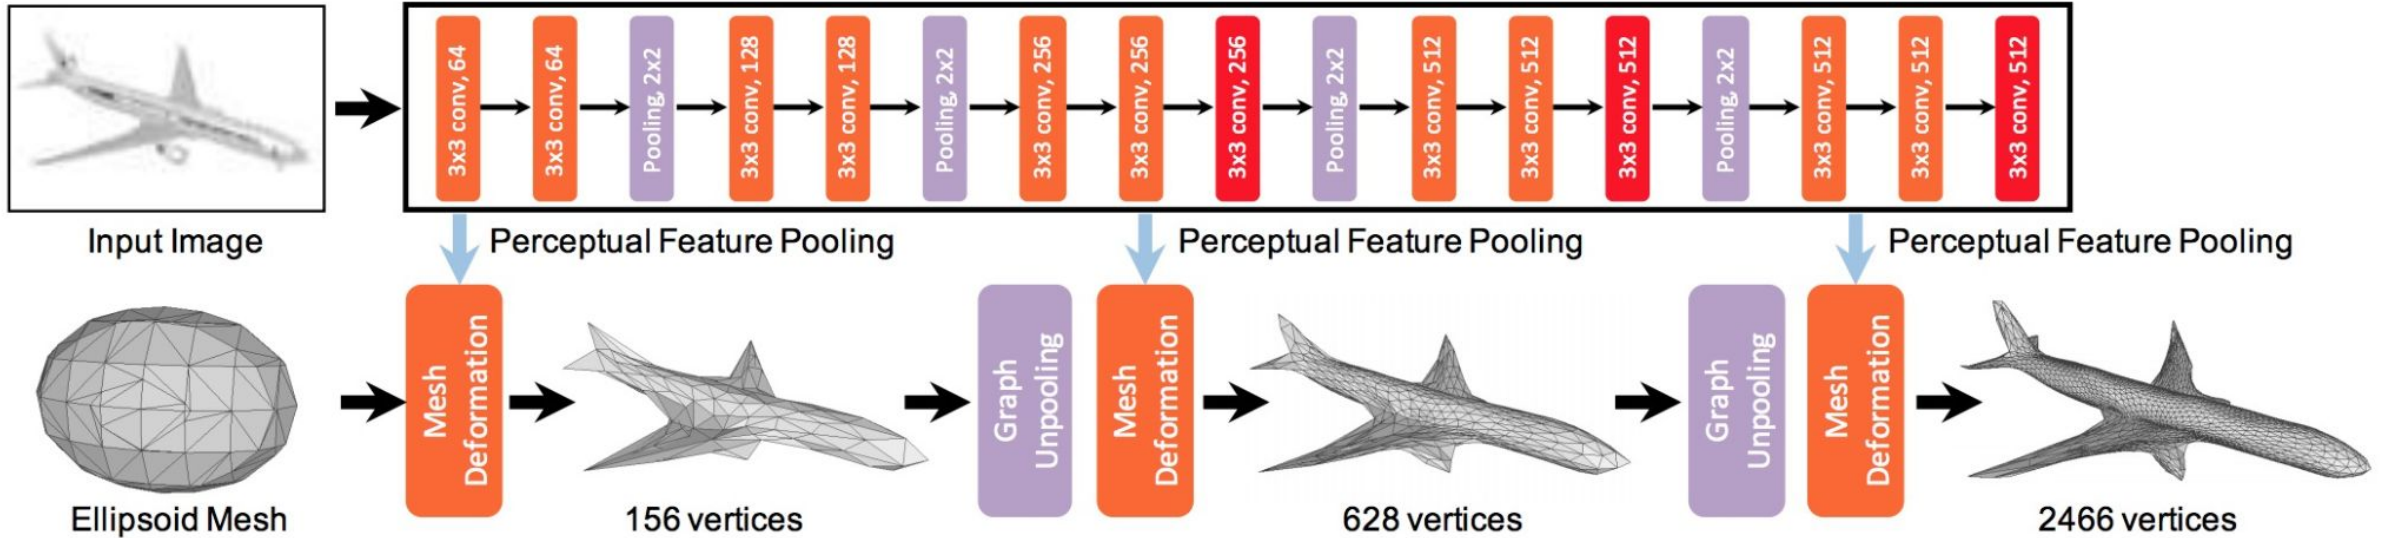 3x3 conv, 64
3x3 conv, 64
Pooling, 2x2
3x3 conv, 128
3x3 conv, 128
Pooling, 2x2
3x3 conv, 256
3x3 conv, 256
3x3 conv, 256
Pooling, 2x2
3x3 conv, 512
3x3 conv, 512
3x3 conv, 512
Pooling, 2x2
3x3 conv, 512
3x3 conv, 512
3x3 conv, 512
Input Image
Perceptual Feature Pooling
Perceptual Feature Pooling
Perceptual Feature Pooling
Mesh
Deformation
Graph
Unpooling
Mesh
Deformation
Graph
Unpooling
Mesh
Deformation
Ellipsoid Mesh
156 vertices
628 vertices
2466 vertices